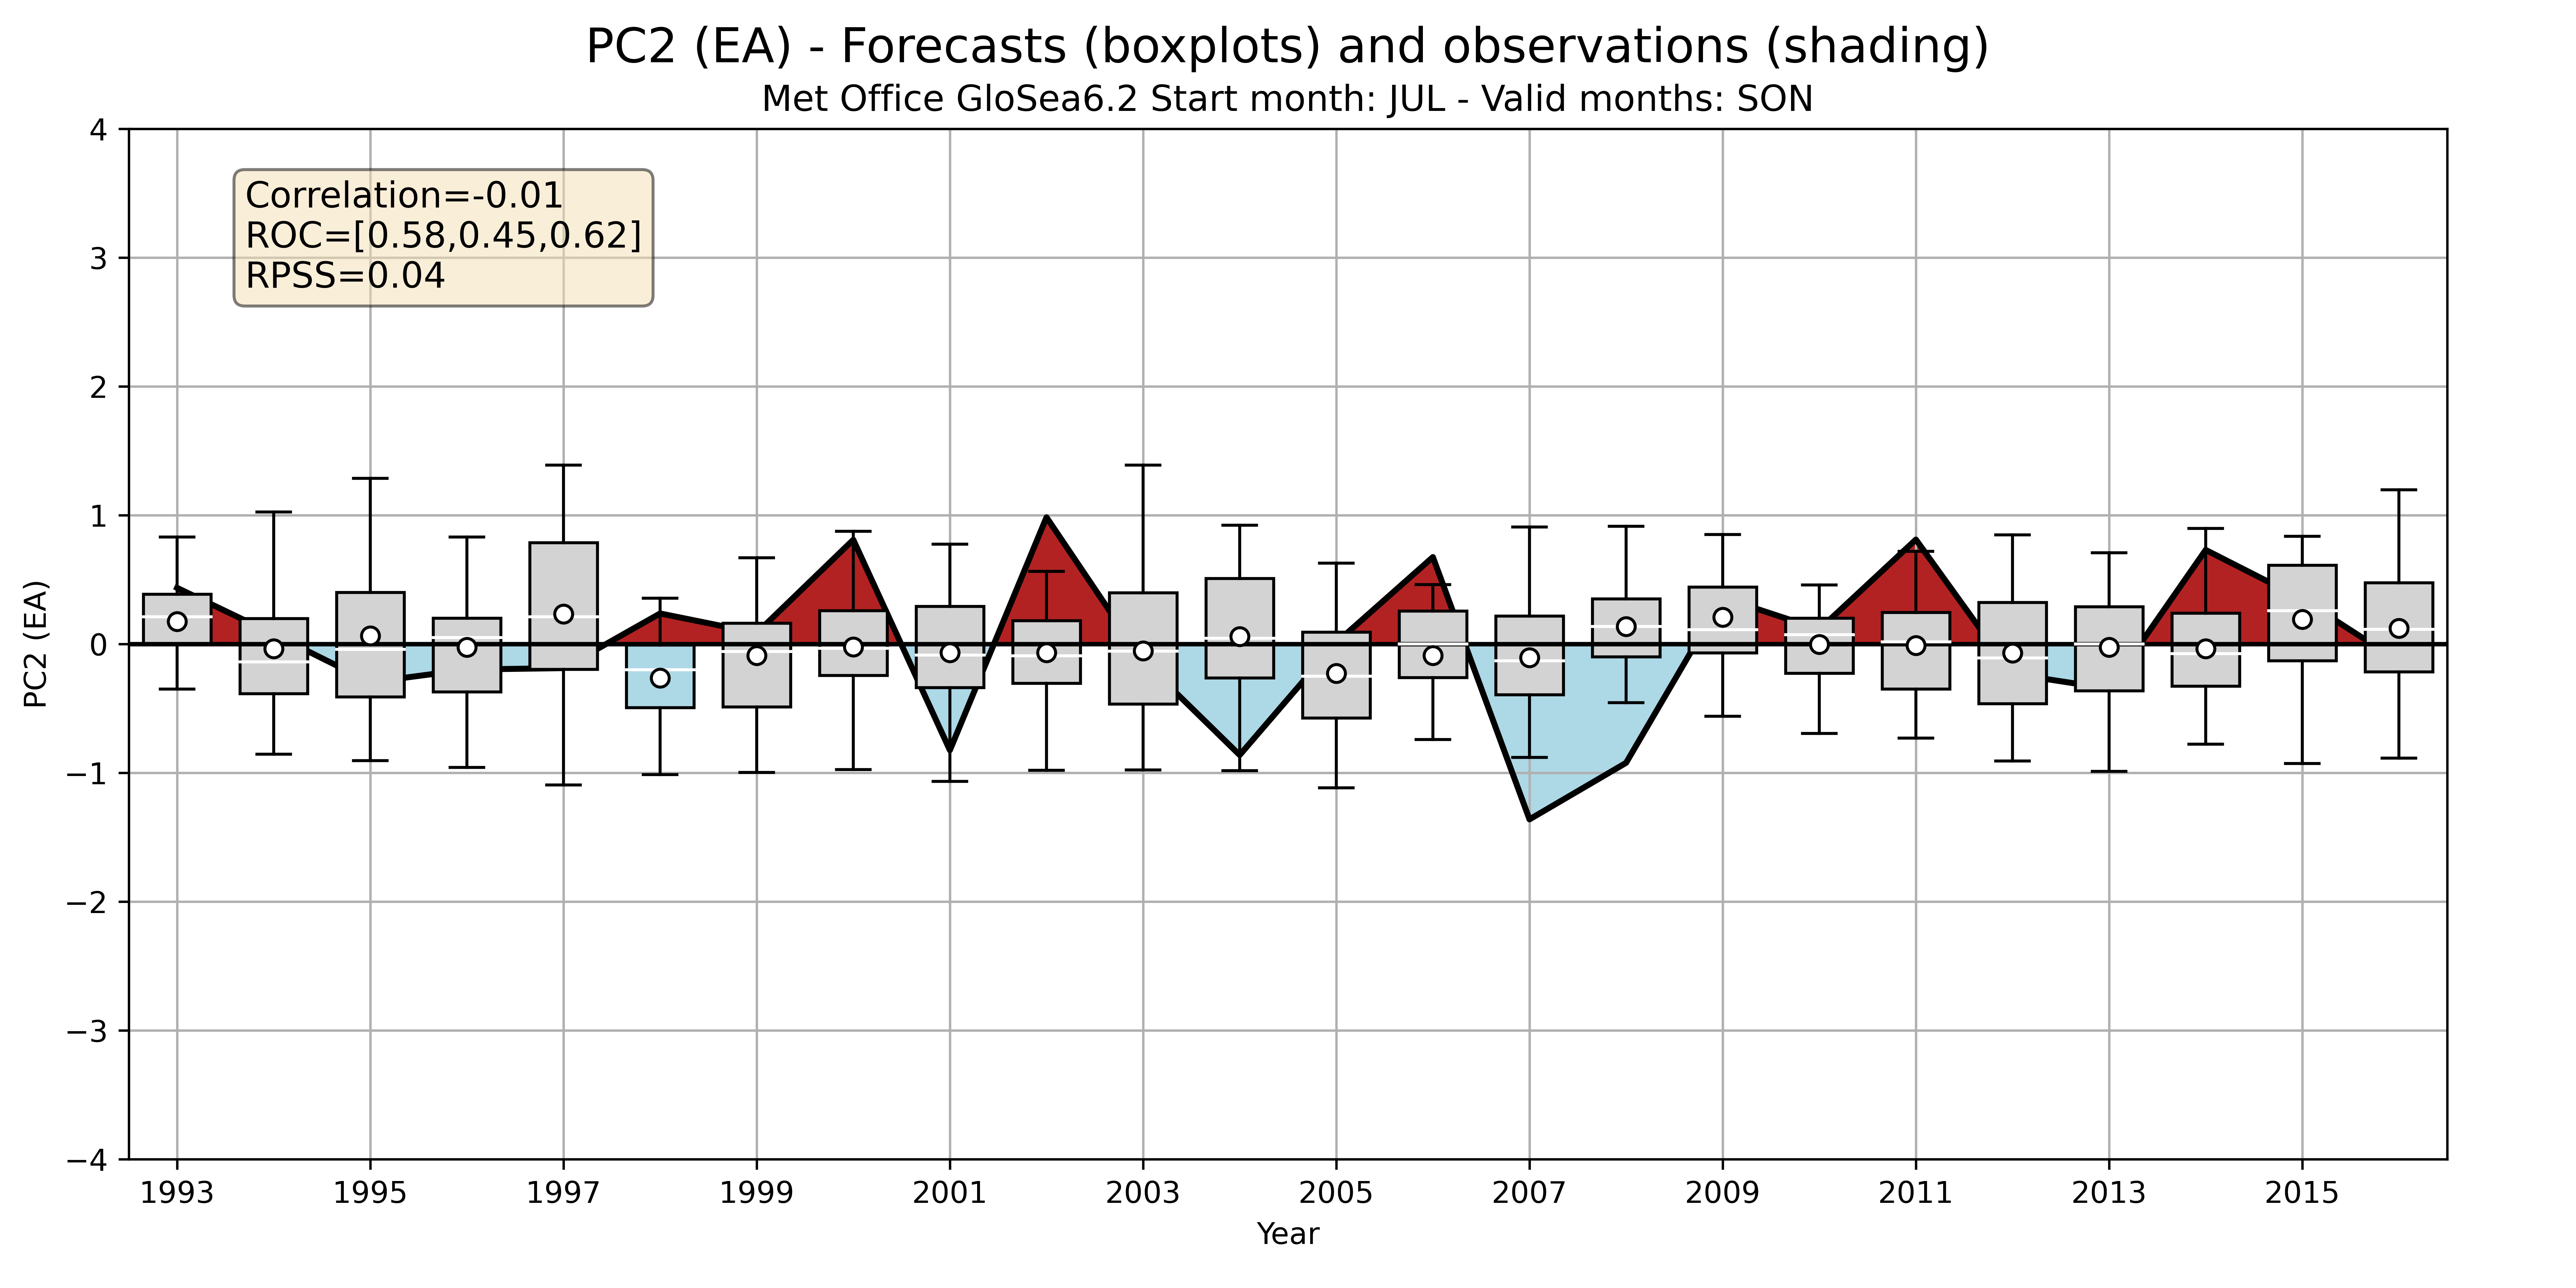 PC2 (EA) - Forecasts (boxplots) and observations (shading)
Met Office GloSea6.2 Start month: JUL - Valid months: SON
Correlation=-0.01
ROC=[0.58,0.45,0.62]
RPSS=0.04
PC2 (EA)
4
3
2
1
0
−1
−2
−3
−4
1993 1995 1997 1999 2001 2003 2005 2007 2009 2011 2013 2015
Year